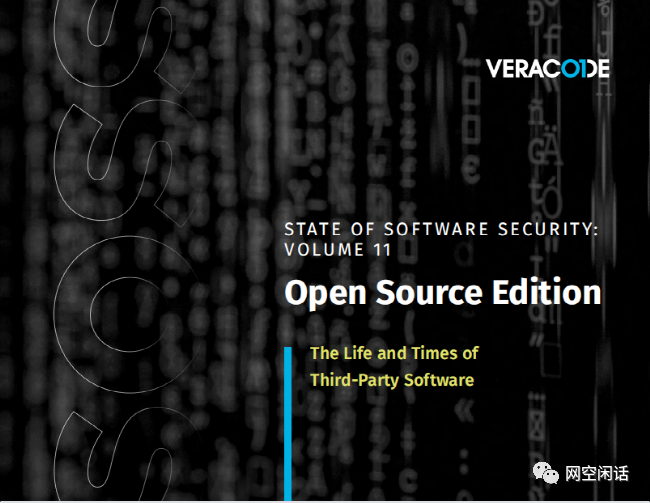 VERACODE
STATE OF SOFTWARE SECURITY:
VOLUME 11
Open Source Edition
The Life and Times of
Third-Party Software
SOSS
网空闲话